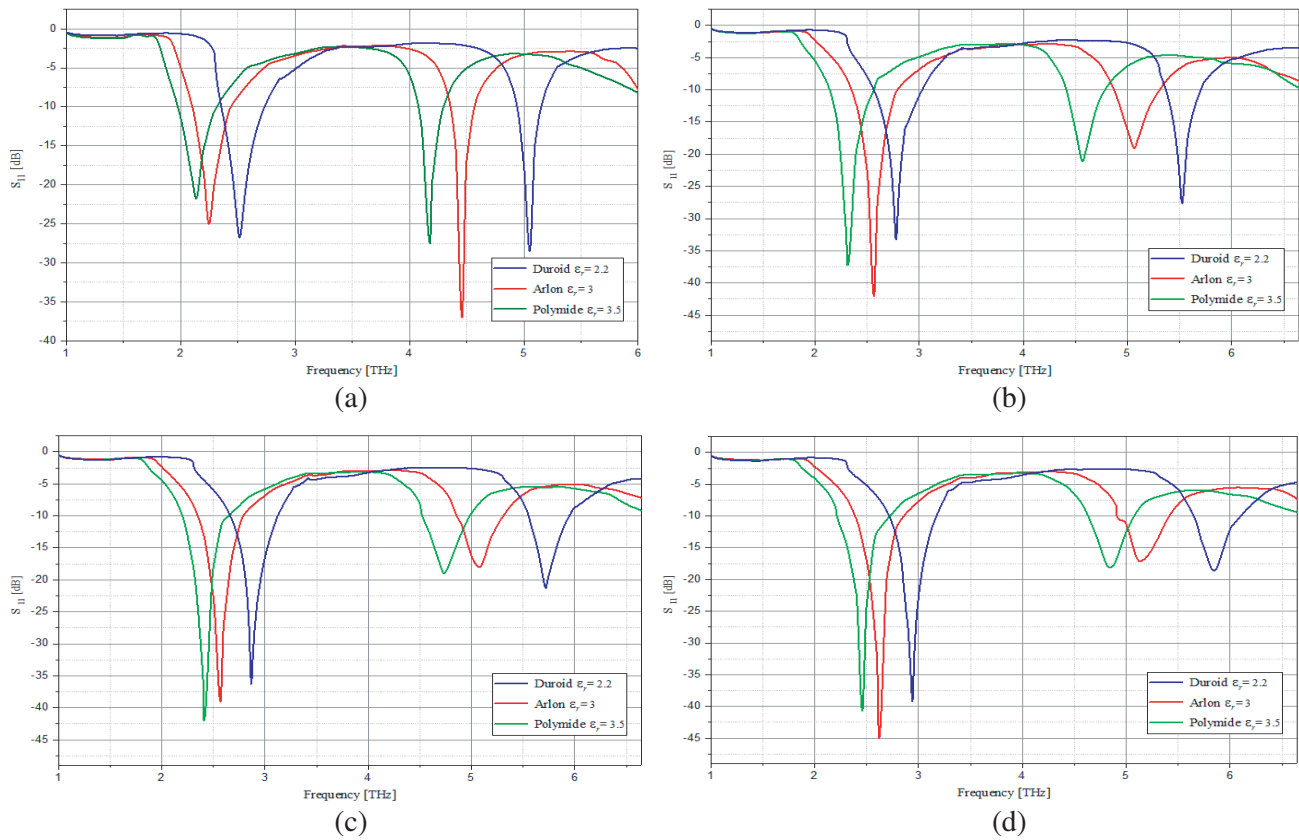 0
-5
-10
-15
-20
-25
-30
-35
-40
S 11 [dB]
Duroid εr= 2.2
Arlon εr= 3
Polymide εr= 3.5
1 2 3 4 5 6
Frequency [THz]
(a)
0
-5
-10
-15
-20
-25
-30
-35
-40
-45
S 11 [dB]
Duroid εr= 2.2
Arlon εr= 3
Polymide εr= 3.5
1 2 3 4 5 6
Frequency [THz]
(b)
0
-5
-10
-15
-20
-25
-30
-35
-40
-45
S 11 [dB]
Duroid εr= 2.2
Arlon εr= 3
Polymide εr= 3.5
1 2 3 4 5 6
Frequency [THz]
(c)
0
-5
-10
-15
-20
-25
-30
-35
-40
-45
S 11 [dB]
Duroid εr= 2.2
Arlon εr= 3
Polymide εr= 3.5
1 2 3 4 5 6
Frequency [THz]
(d)